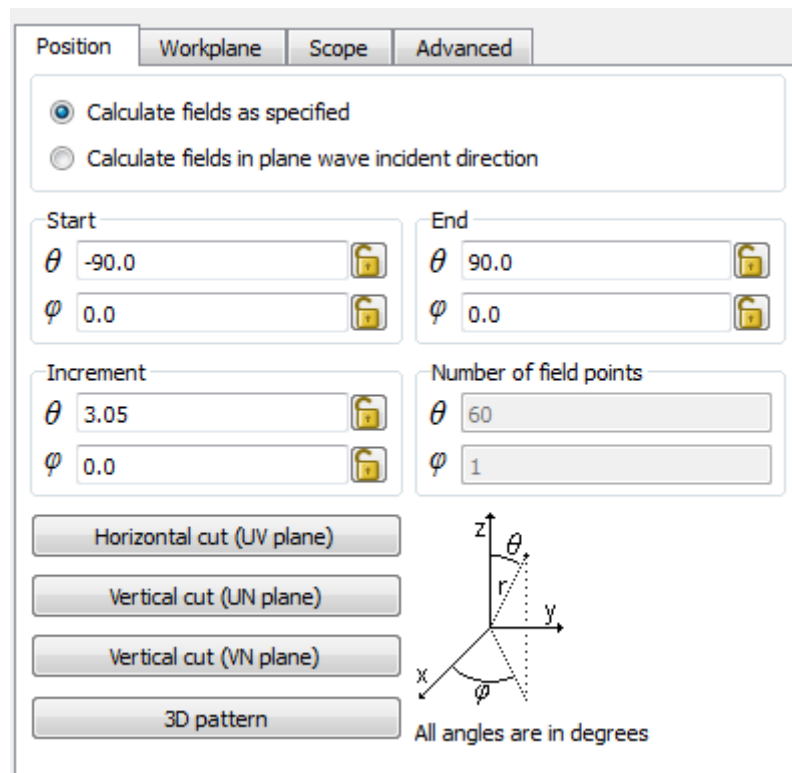 Position Workplane Scope Advanced
Calculate fields as specified
Calculate fields in plane wave incident direction
Start End
θ -90.0 θ 90.0
φ 0.0 φ 0.0
Increment Number of field points
θ 3.05 θ 60
φ 0.0 φ 1
Horizontal cut (UV plane)
Vertical cut (UN plane)
Vertical cut (VN plane)
3D pattern
z θ
r
y
x
φ
All angles are in degrees